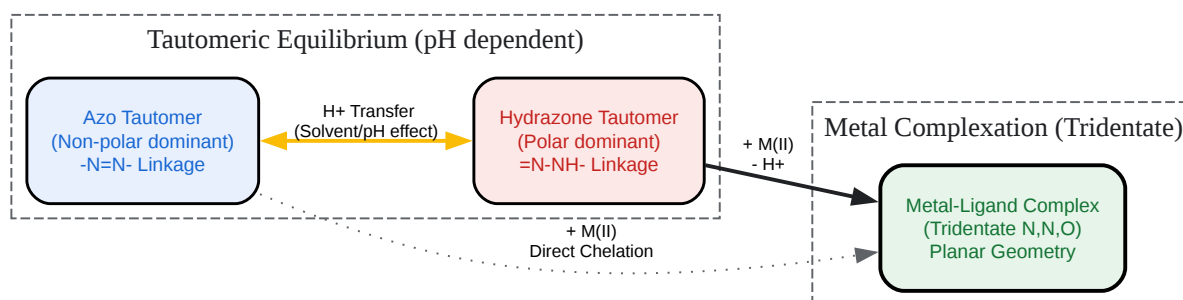 Tautomeric Equilibrium (pH dependent)
Azo Tautomer
(Non-polar dominant)
-N=N- Linkage
H+ Transfer
(Solvent/pH effect)
Hydrazone Tautomer
(Polar dominant)
=N-NH- Linkage
+ M(II)
- H+
+ M(II)
Direct Chelation
Metal Complexation (Tridentate)
Metal-Ligand Complex
(Tridentate N,N,O)
Planar Geometry